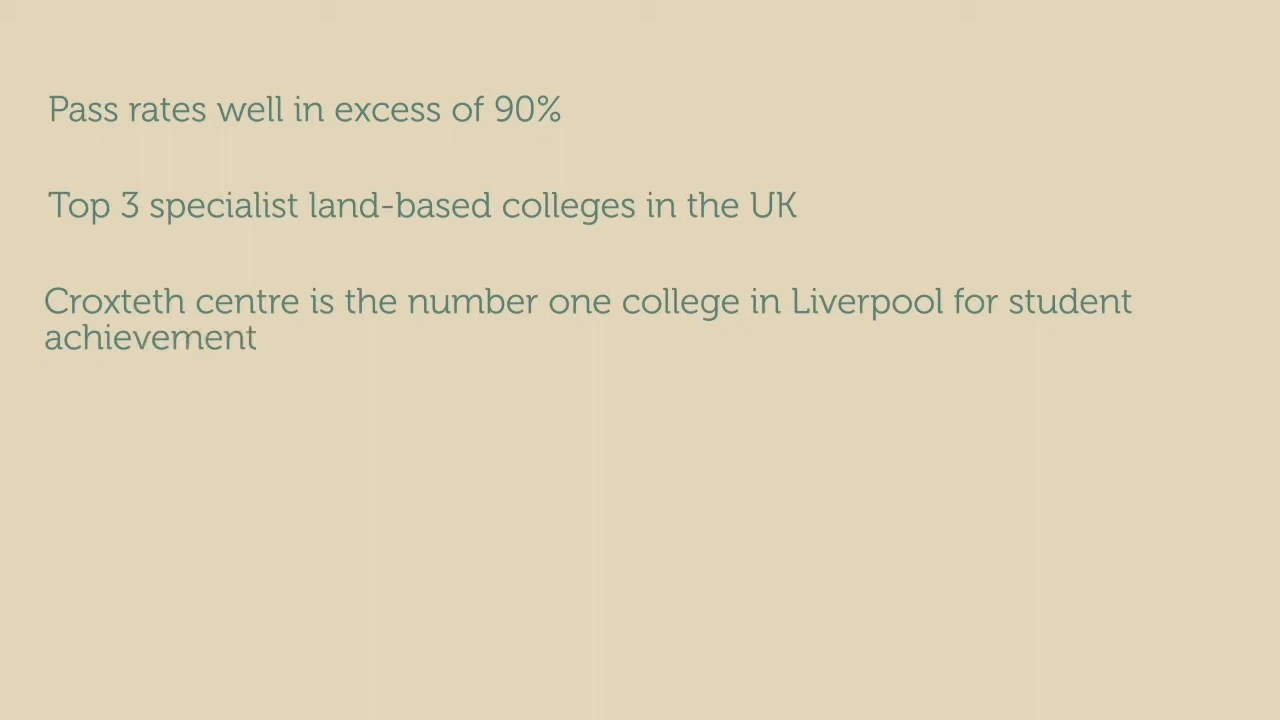 Pass rates well in excess of 90%
Top 3 specialist land-based colleges in the UK
Croxteth centre is the number one college in Liverpool for student
achievement